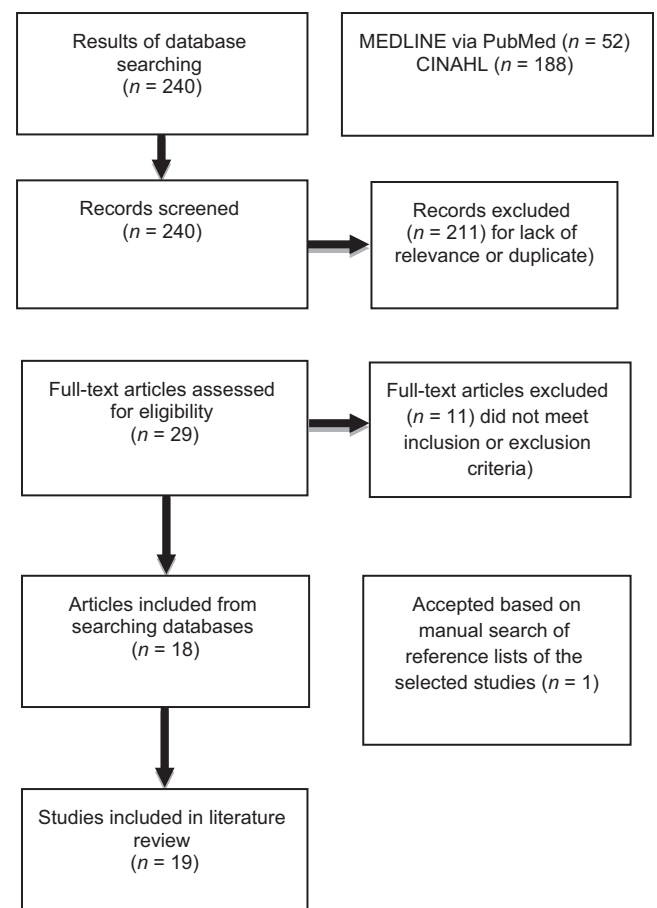 Results of database
searching
(n = 240)
MEDLINE via PubMed (n = 52)
CINAHL (n = 188)
Records screened
(n = 240)
Records excluded
(n = 211) for lack of
relevance or duplicate)
Full-text articles assessed
for eligibility
(n = 29)
Full-text articles excluded
(n = 11) did not meet
inclusion or exclusion
criteria)
Articles included from
searching databases
(n = 18)
Accepted based on
manual search of
reference lists of the
selected studies (n = 1)
Studies included in literature
review
(n = 19)